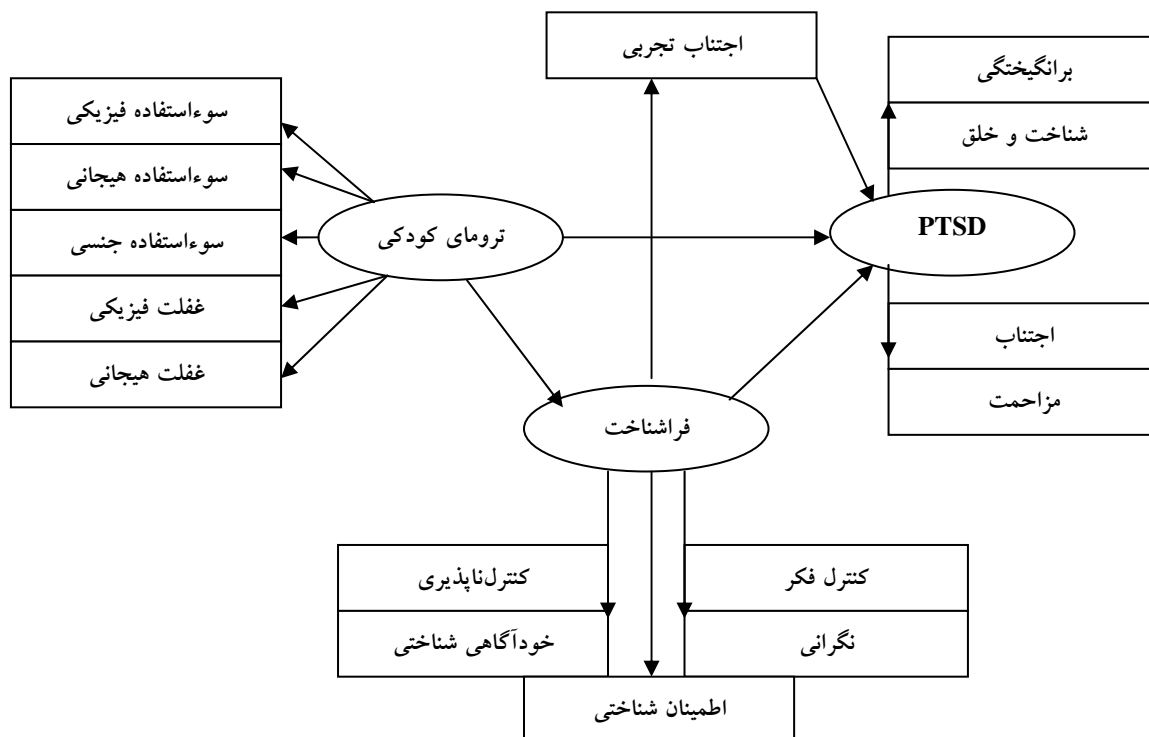 اجتناب تجربی
برانگیختگی
شناخت و خلق
PTSD
اجتناب
مزاحمت
سوءاستفاده فیزیکی
سوءاستفاده هیجانی
سوءاستفاده جنسی
غفلت فیزیکی
غفلت هیجانی
ترومای کودکی
فراشناخت
کنترل فکر
نگرانی
کنترل‌ناپذیری
خودآگاهی شناختی
اطمینان شناختی